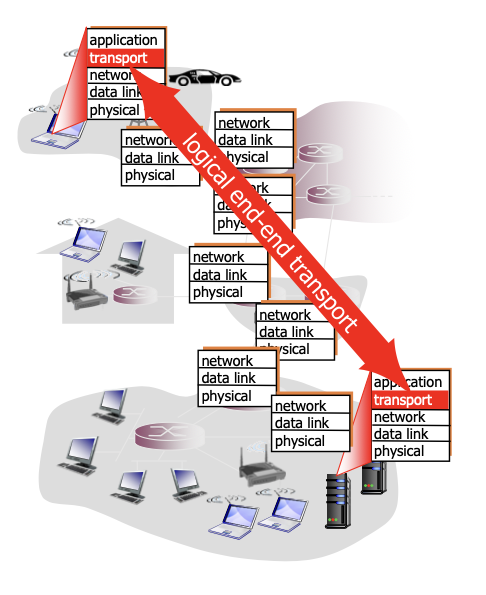 application
transport
network
data link
physical
network
data link
physical
network
data link
physical
network
data link
physical
logical end-end transport
network
data link
physical
network
data link
physical
network
data link
physical
network
data link
physical
application
transport
network
data link
physical